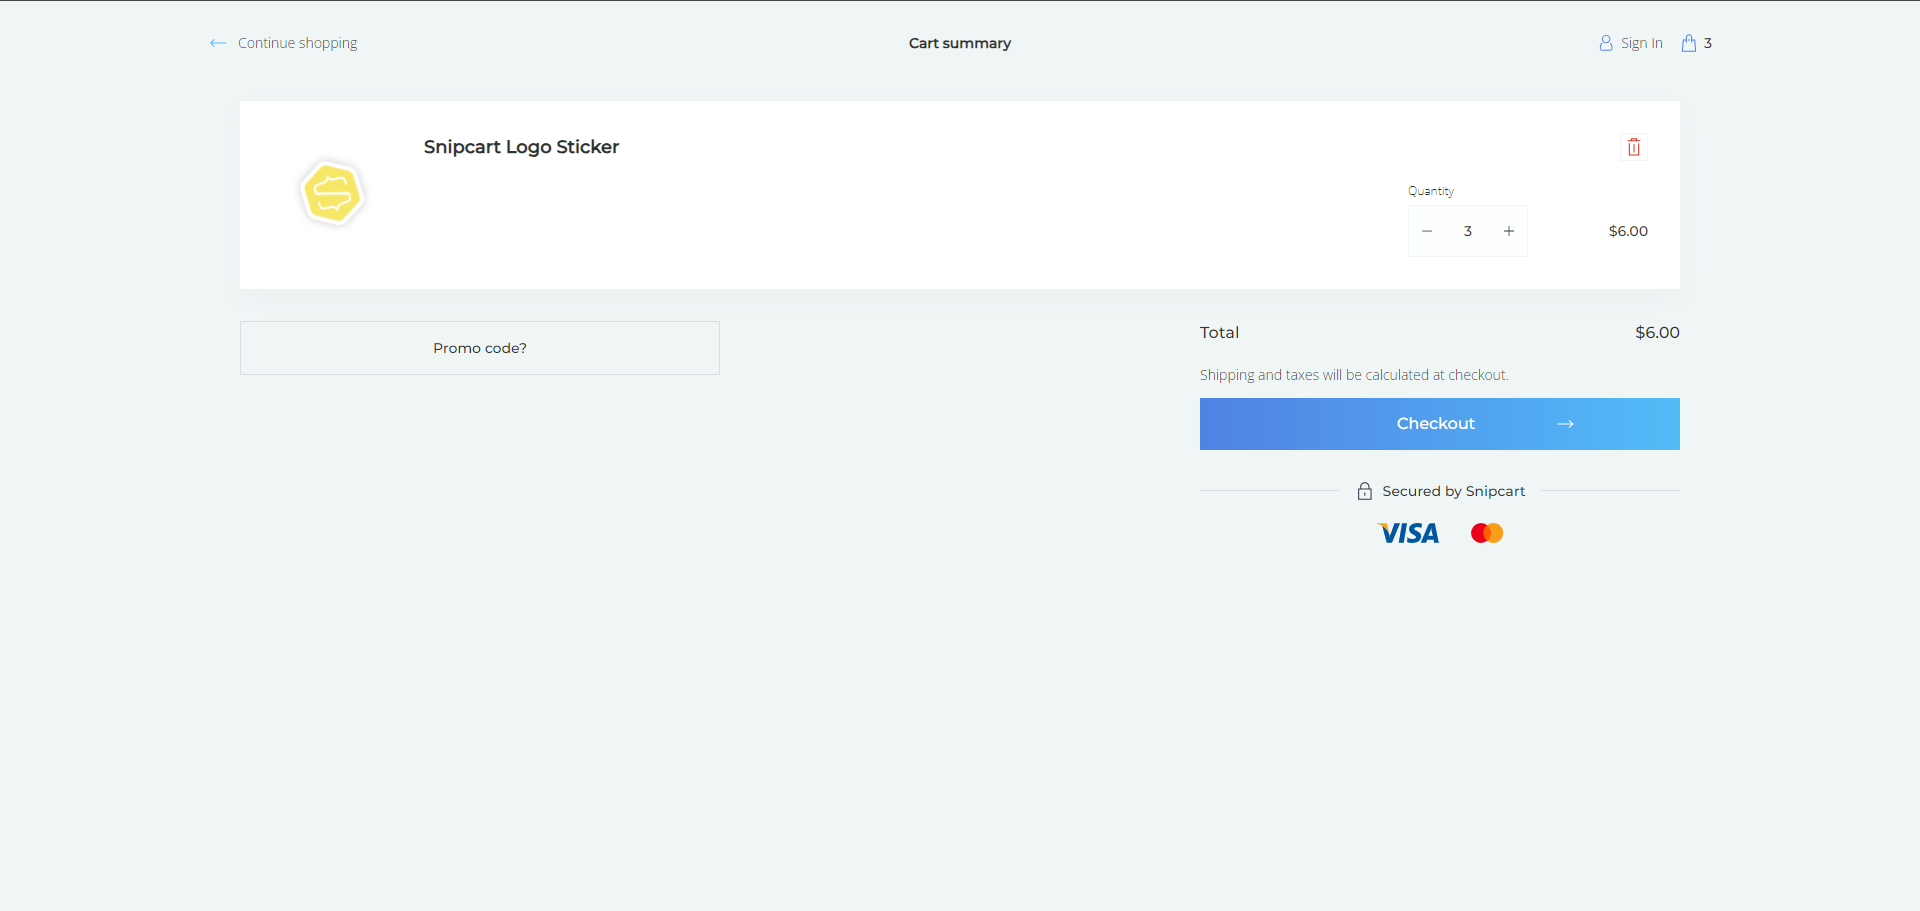 Continue shopping
Cart summary
Sign In
3
Snipcart Logo Sticker
Quantity
3
$6.00
Promo code?
Total
$6.00
Shipping and taxes will be calculated at checkout.
Checkout
Secured by Snipcart
VISA